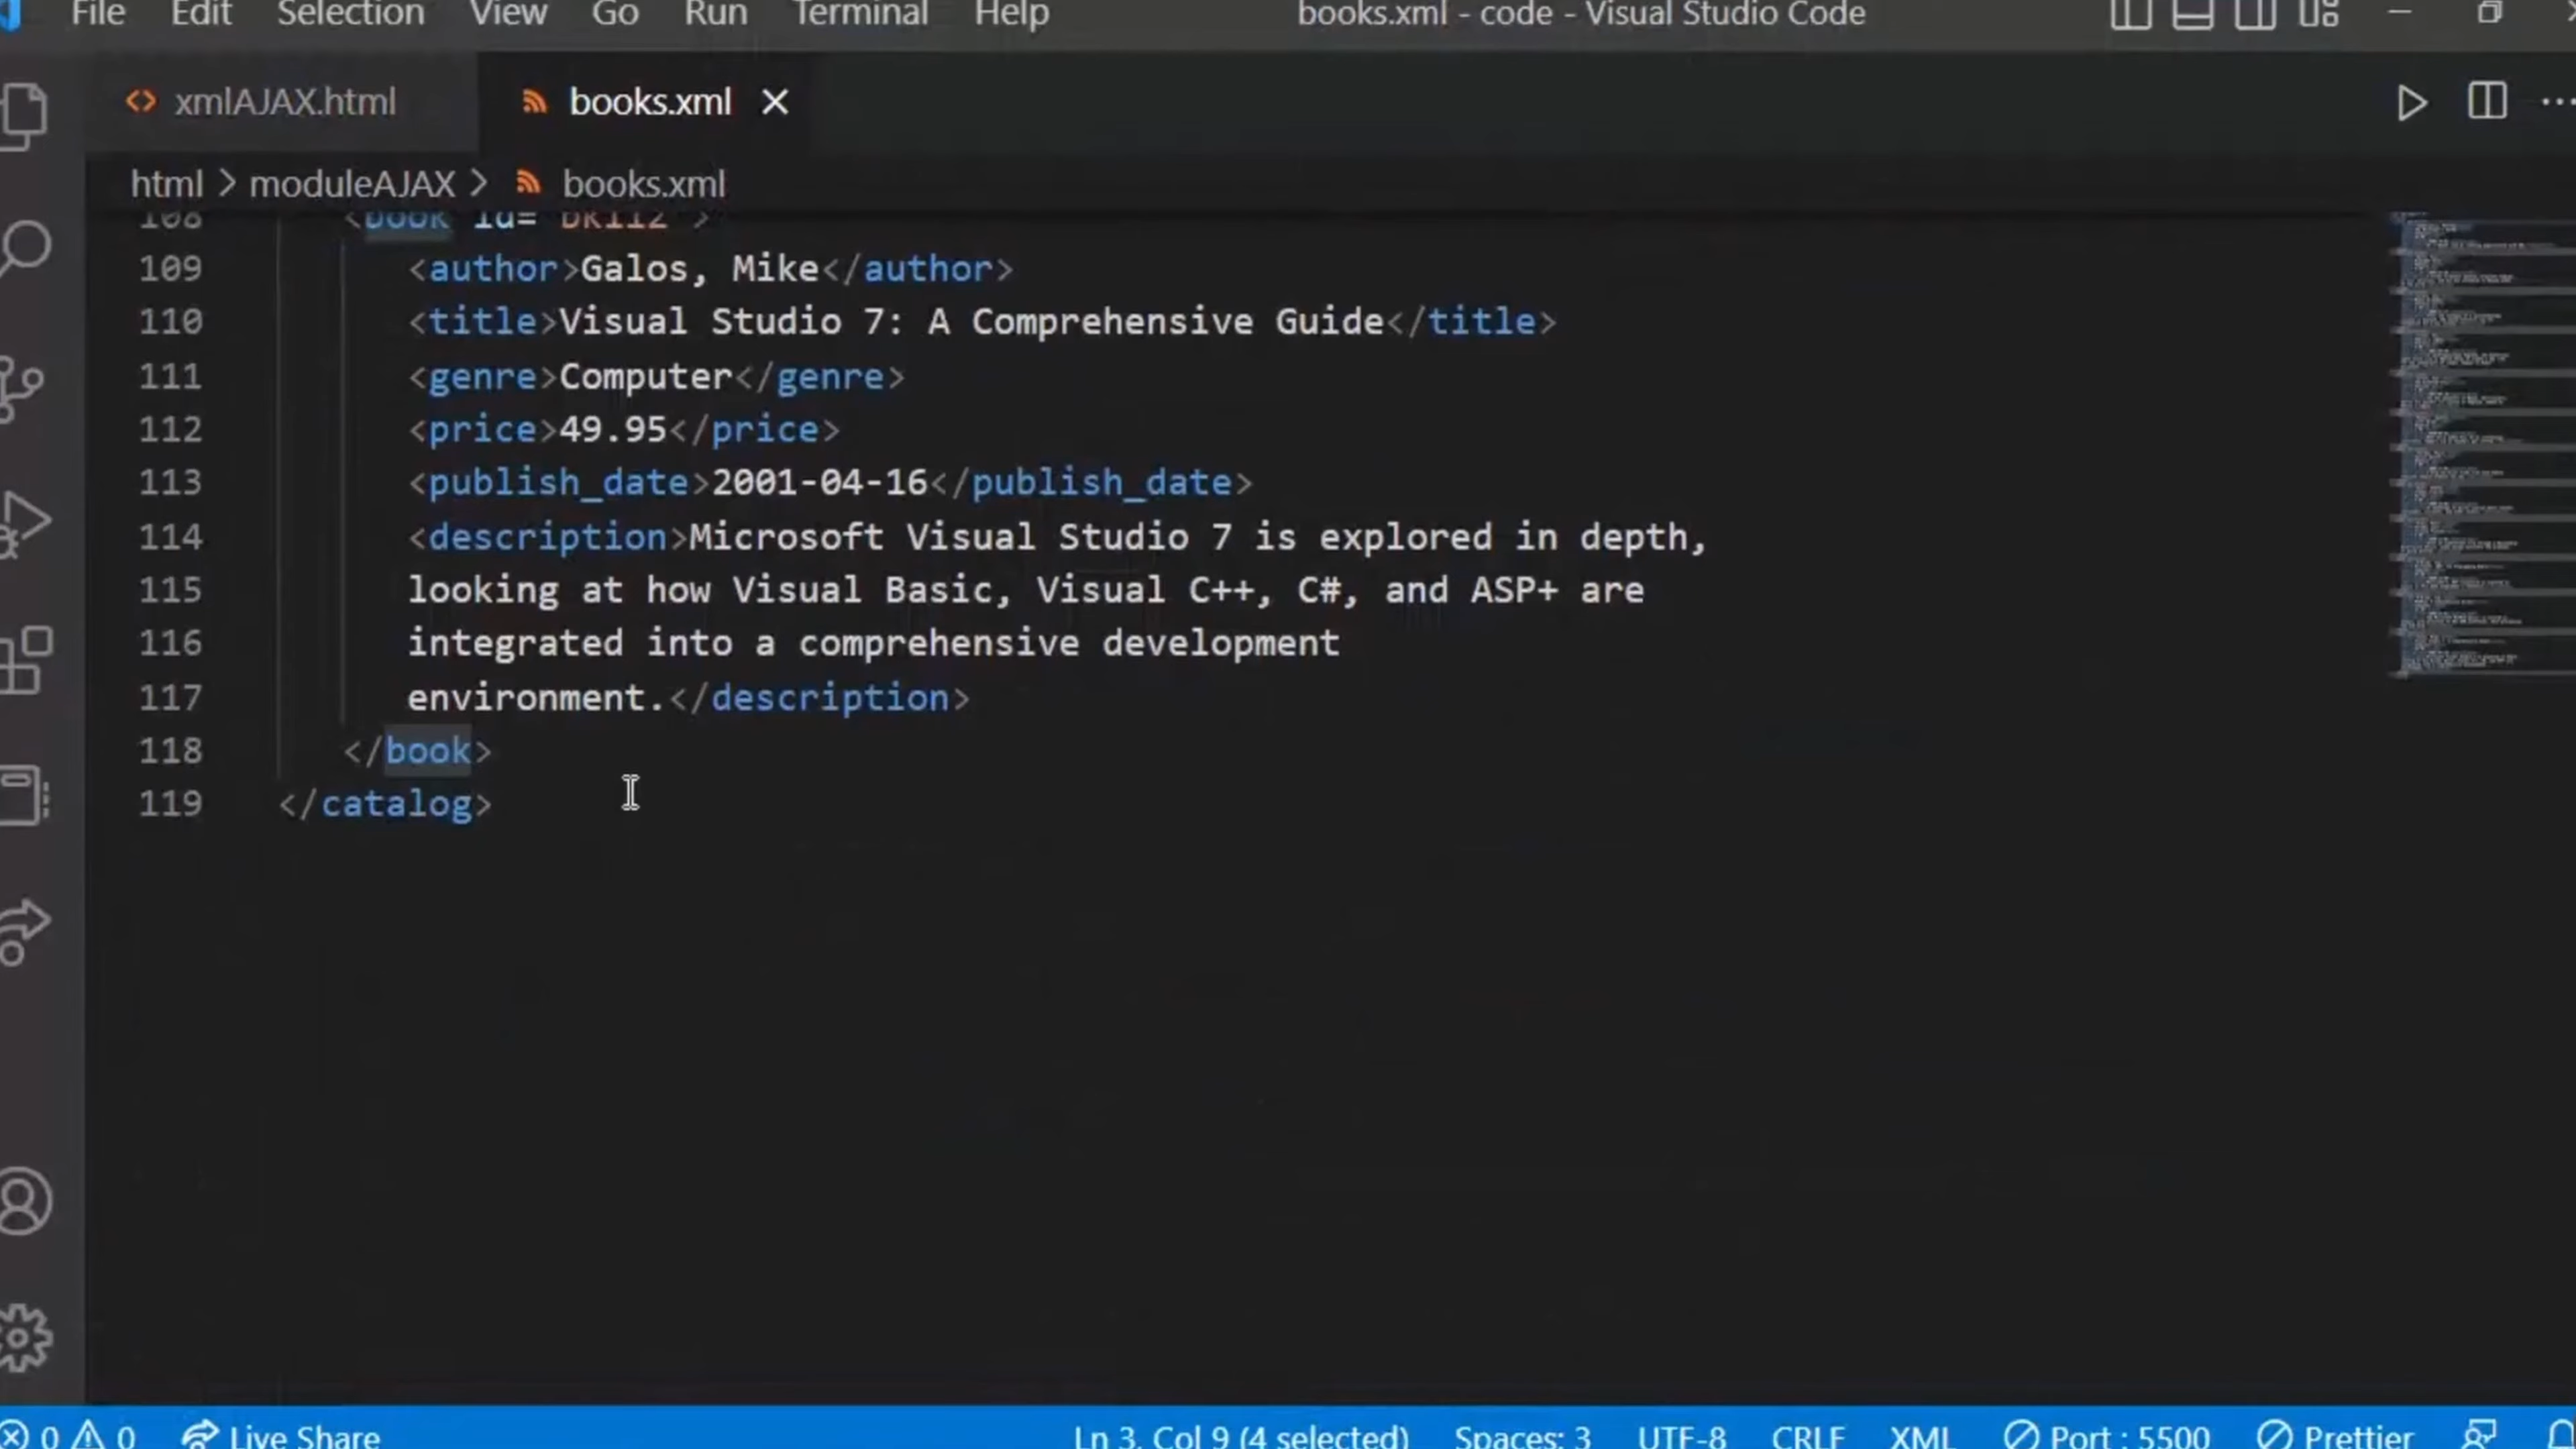 File Edit Selection View Go Run Terminal Help books.xml - code - Visual Studio Code
xmlAJAX.html books.xml
html > moduleAJAX > books.xml
108 <book id="bk112">
109 <author>Galos, Mike</author>
110 <title>Visual Studio 7: A Comprehensive Guide</title>
111 <genre>Computer</genre>
112 <price>49.95</price>
113 <publish_date>2001-04-16</publish_date>
114 <description>Microsoft Visual Studio 7 is explored in depth,
115 looking at how Visual Basic, Visual C++, C#, and ASP+ are
116 integrated into a comprehensive development
117 environment.</description>
118 </book>
119 </catalog>
0 0 Live Share Ln 3, Col 9 (4 selected) Spaces: 3 UTF-8 CRLF XML Port : 5500 Prettier